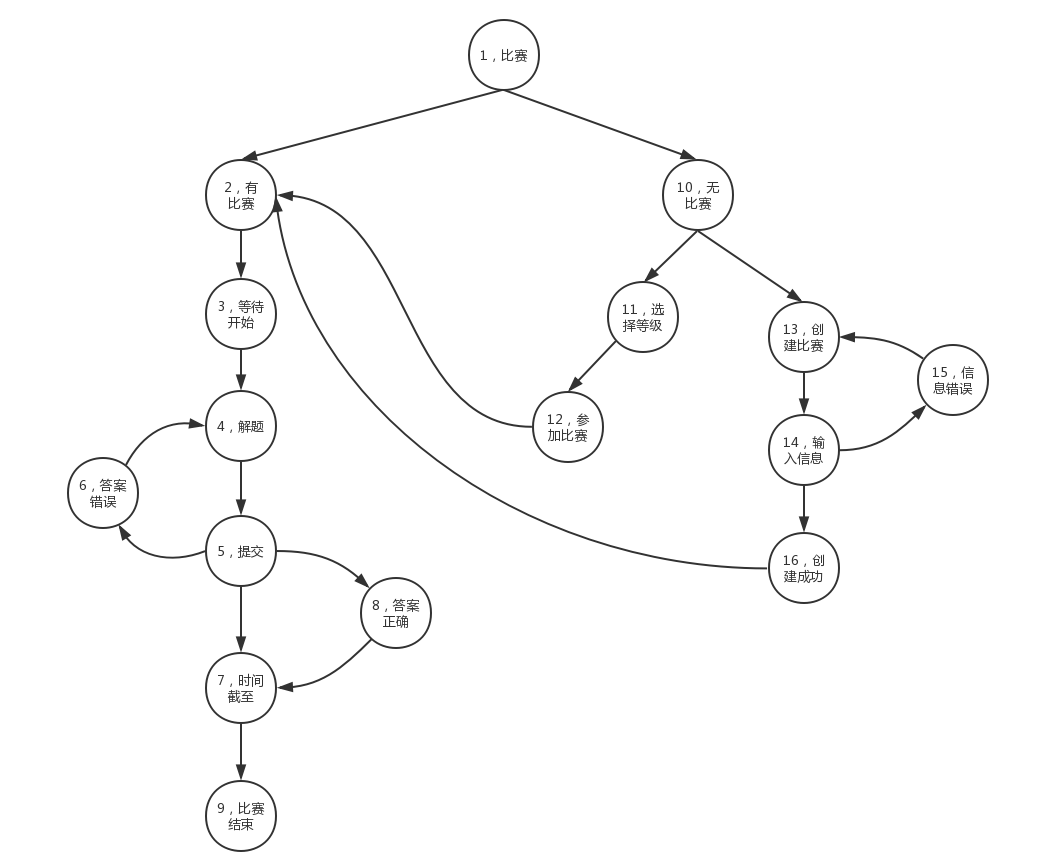 1，比赛
2，有
比赛
10，无
比赛
3，等待
开始
11，选
择等级
13，创
建比赛
15，信
息错误
4，解题
12，参
加比赛
14，输
入信息
6，答案
错误
5，提交
16，创
建成功
8，答案
正确
7，时间
截至
9，比赛
结束